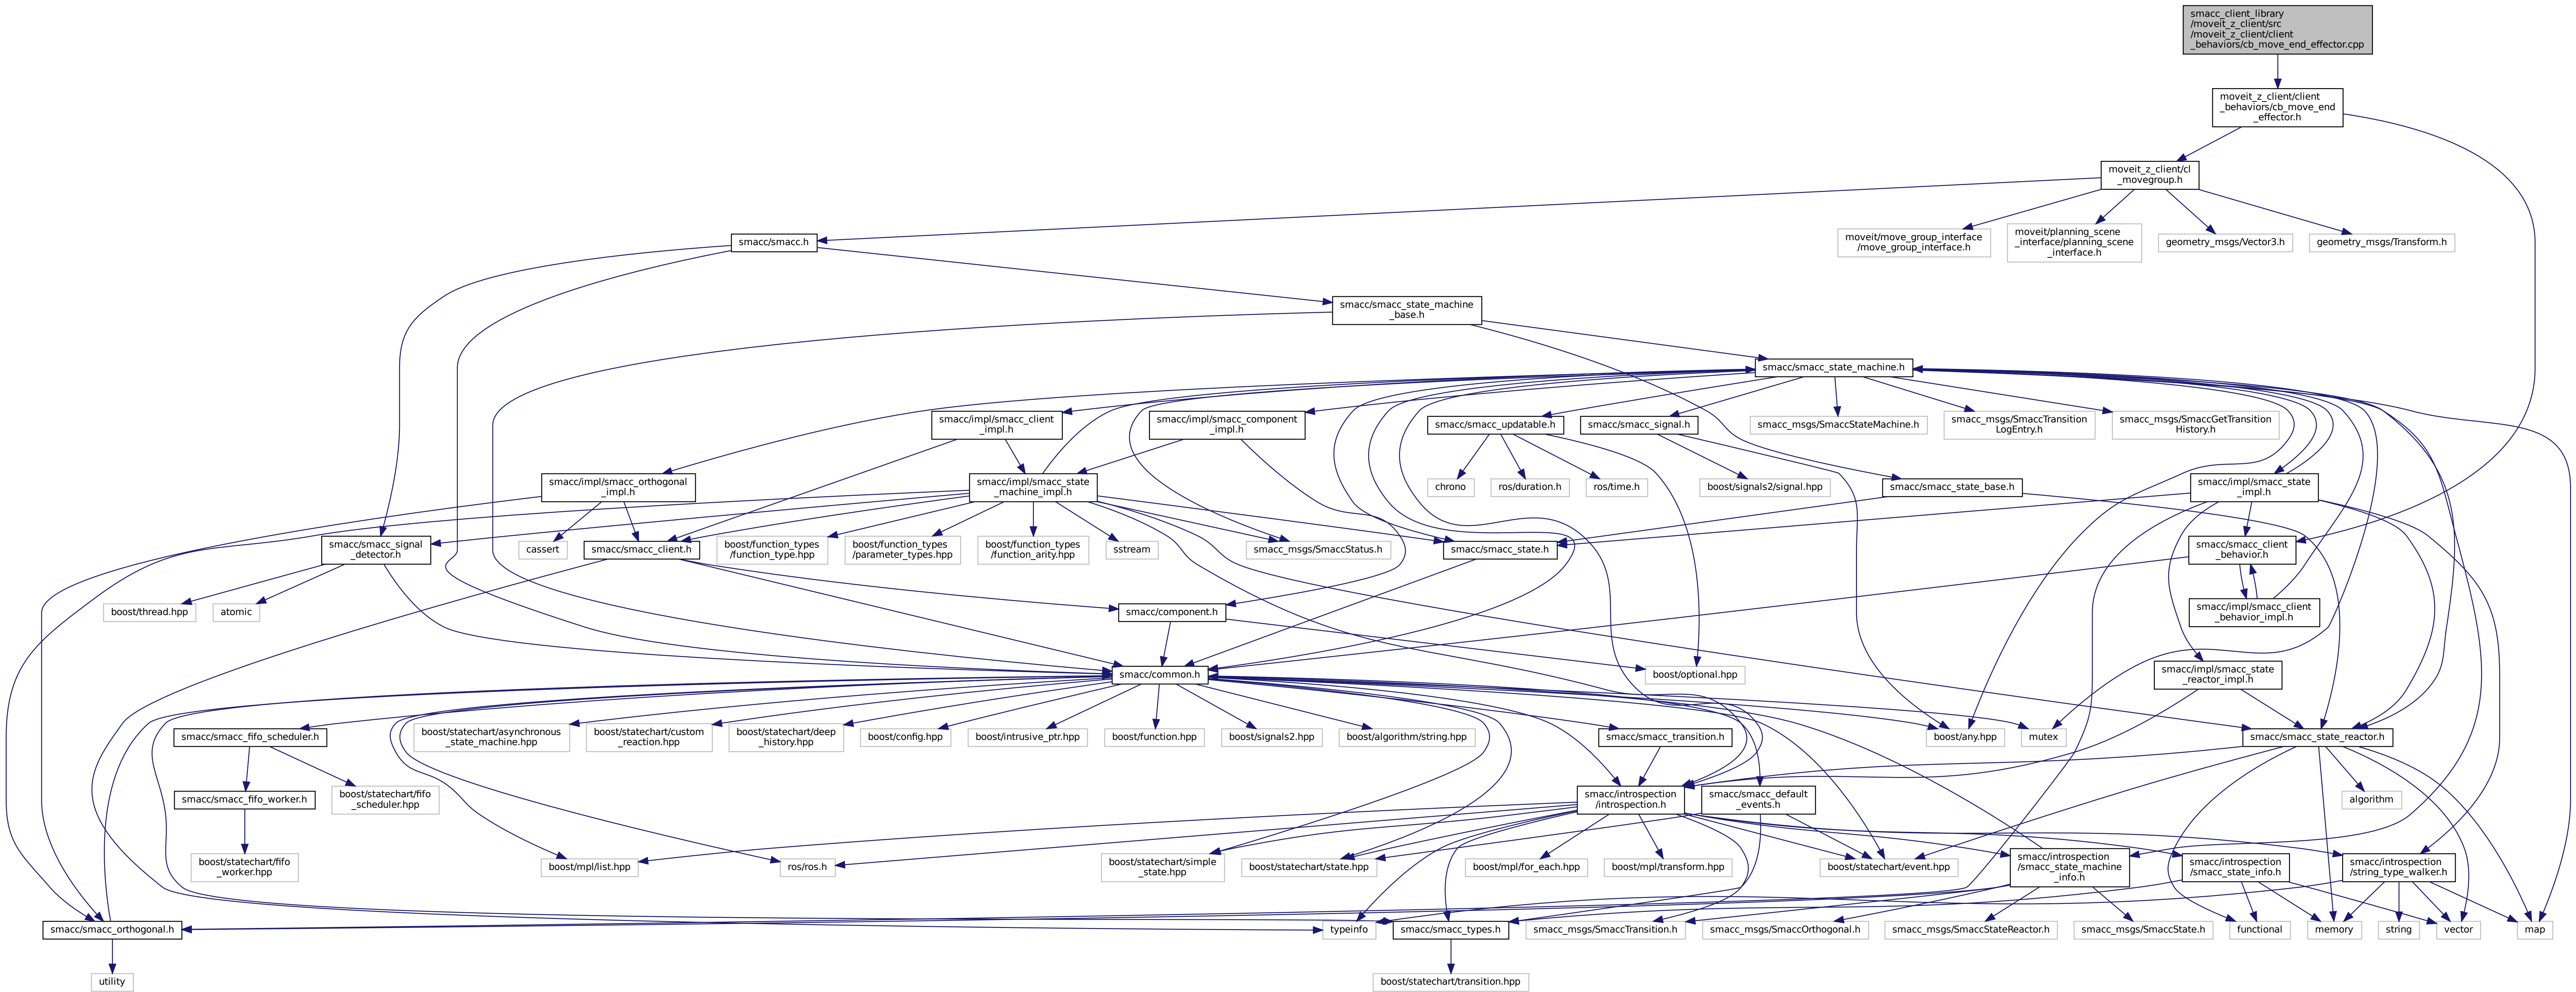 smacc_client_library
/moveit_z_client/src
/moveit_z_client/client
_behaviors/cb_move_end_effector.cpp
moveit_z_client/client
_behaviors/cb_move_end
_effector.h
moveit_z_client/cl
_movegroup.h
smacc/smacc.h
moveit/move_group_interface
/move_group_interface.h
moveit/planning_scene
_interface/planning_scene
_interface.h
geometry_msgs/Vector3.h
geometry_msgs/Transform.h
smacc/smacc_state_machine
_base.h
smacc/smacc_state_machine.h
smacc/impl/smacc_client
_impl.h
smacc/impl/smacc_component
_impl.h
smacc/smacc_updatable.h
smacc/smacc_signal.h
smacc_msgs/SmaccStateMachine.h
smacc_msgs/SmaccTransition
LogEntry.h
smacc_msgs/SmaccGetTransition
History.h
smacc/impl/smacc_orthogonal
_impl.h
smacc/impl/smacc_state
_machine_impl.h
chrono
ros/duration.h
ros/time.h
boost/signals2/signal.hpp
smacc/smacc_state_base.h
smacc/impl/smacc_state
_impl.h
smacc/smacc_signal
_detector.h
cassert
smacc/smacc_client.h
boost/function_types
/function_type.hpp
boost/function_types
/parameter_types.hpp
boost/function_types
/function_arity.hpp
sstream
smacc_msgs/SmaccStatus.h
smacc/smacc_state.h
smacc/smacc_client
_behavior.h
boost/thread.hpp
atomic
smacc/component.h
smacc/impl/smacc_client
_behavior_impl.h
smacc/common.h
boost/optional.hpp
smacc/impl/smacc_state
_reactor_impl.h
smacc/smacc_fifo_scheduler.h
boost/statechart/asynchronous
_state_machine.hpp
boost/statechart/custom
_reaction.hpp
boost/statechart/deep
_history.hpp
boost/config.hpp
boost/intrusive_ptr.hpp
boost/function.hpp
boost/signals2.hpp
boost/algorithm/string.hpp
smacc/smacc_transition.h
boost/any.hpp
mutex
smacc/smacc_state_reactor.h
smacc/smacc_fifo_worker.h
boost/statechart/fifo
_scheduler.hpp
smacc/introspection
/introspection.h
smacc/smacc_default
_events.h
algorithm
boost/statechart/fifo
_worker.hpp
boost/mpl/list.hpp
ros/ros.h
boost/statechart/simple
_state.hpp
boost/statechart/state.hpp
boost/mpl/for_each.hpp
boost/mpl/transform.hpp
boost/statechart/event.hpp
smacc/introspection
/smacc_state_machine
_info.h
smacc/introspection
/smacc_state_info.h
smacc/introspection
/string_type_walker.h
smacc/smacc_orthogonal.h
typeinfo
smacc/smacc_types.h
smacc_msgs/SmaccTransition.h
smacc_msgs/SmaccOrthogonal.h
smacc_msgs/SmaccStateReactor.h
smacc_msgs/SmaccState.h
functional
memory
string
vector
map
utility
boost/statechart/transition.hpp